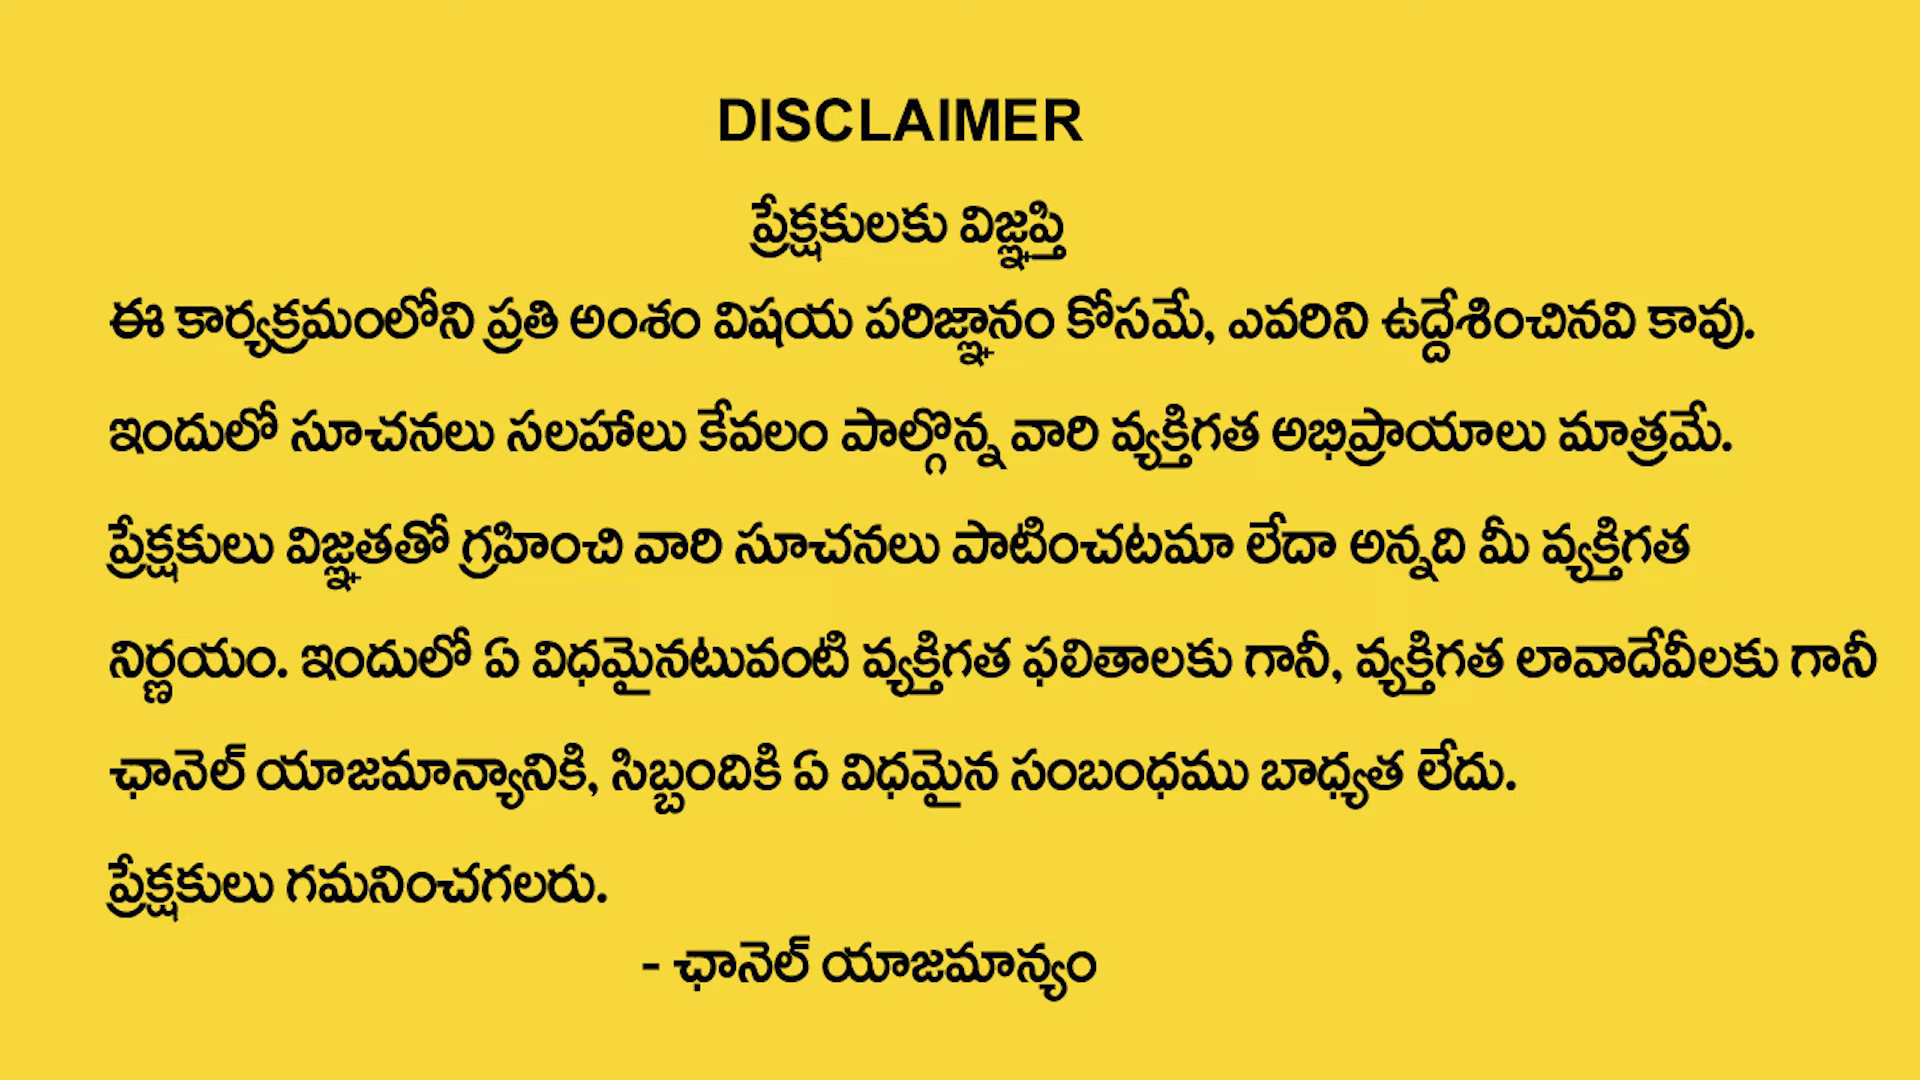 DISCLAIMER
ప్రేక్షకులకు విజ్ఞప్తి
ఈ కార్యక్రమంలోని ప్రతి అంశం విషయ పరిజ్ఞానం కోసమే, ఎవరిని ఉద్దేశించినవి కావు.
ఇందులో సూచనలు సలహాలు కేవలం పాల్గొన్న వారి వ్యక్తిగత అభిప్రాయాలు మాత్రమే.
ప్రేక్షకులు విజ్ఞతతో గ్రహించి వారి సూచనలు పాటించటమా లేదా అన్నది మీ వ్యక్తిగత
నిర్ణయం. ఇందులో ఏ విధమైనటువంటి వ్యక్తిగత ఫలితాలకు గానీ, వ్యక్తిగత లావాదేవీలకు గానీ
ఛానెల్ యాజమాన్యానికి, సిబ్బందికి ఏ విధమైన సంబంధము బాధ్యత లేదు.
ప్రేక్షకులు గమనించగలరు.
- ఛానెల్ యాజమాన్యం